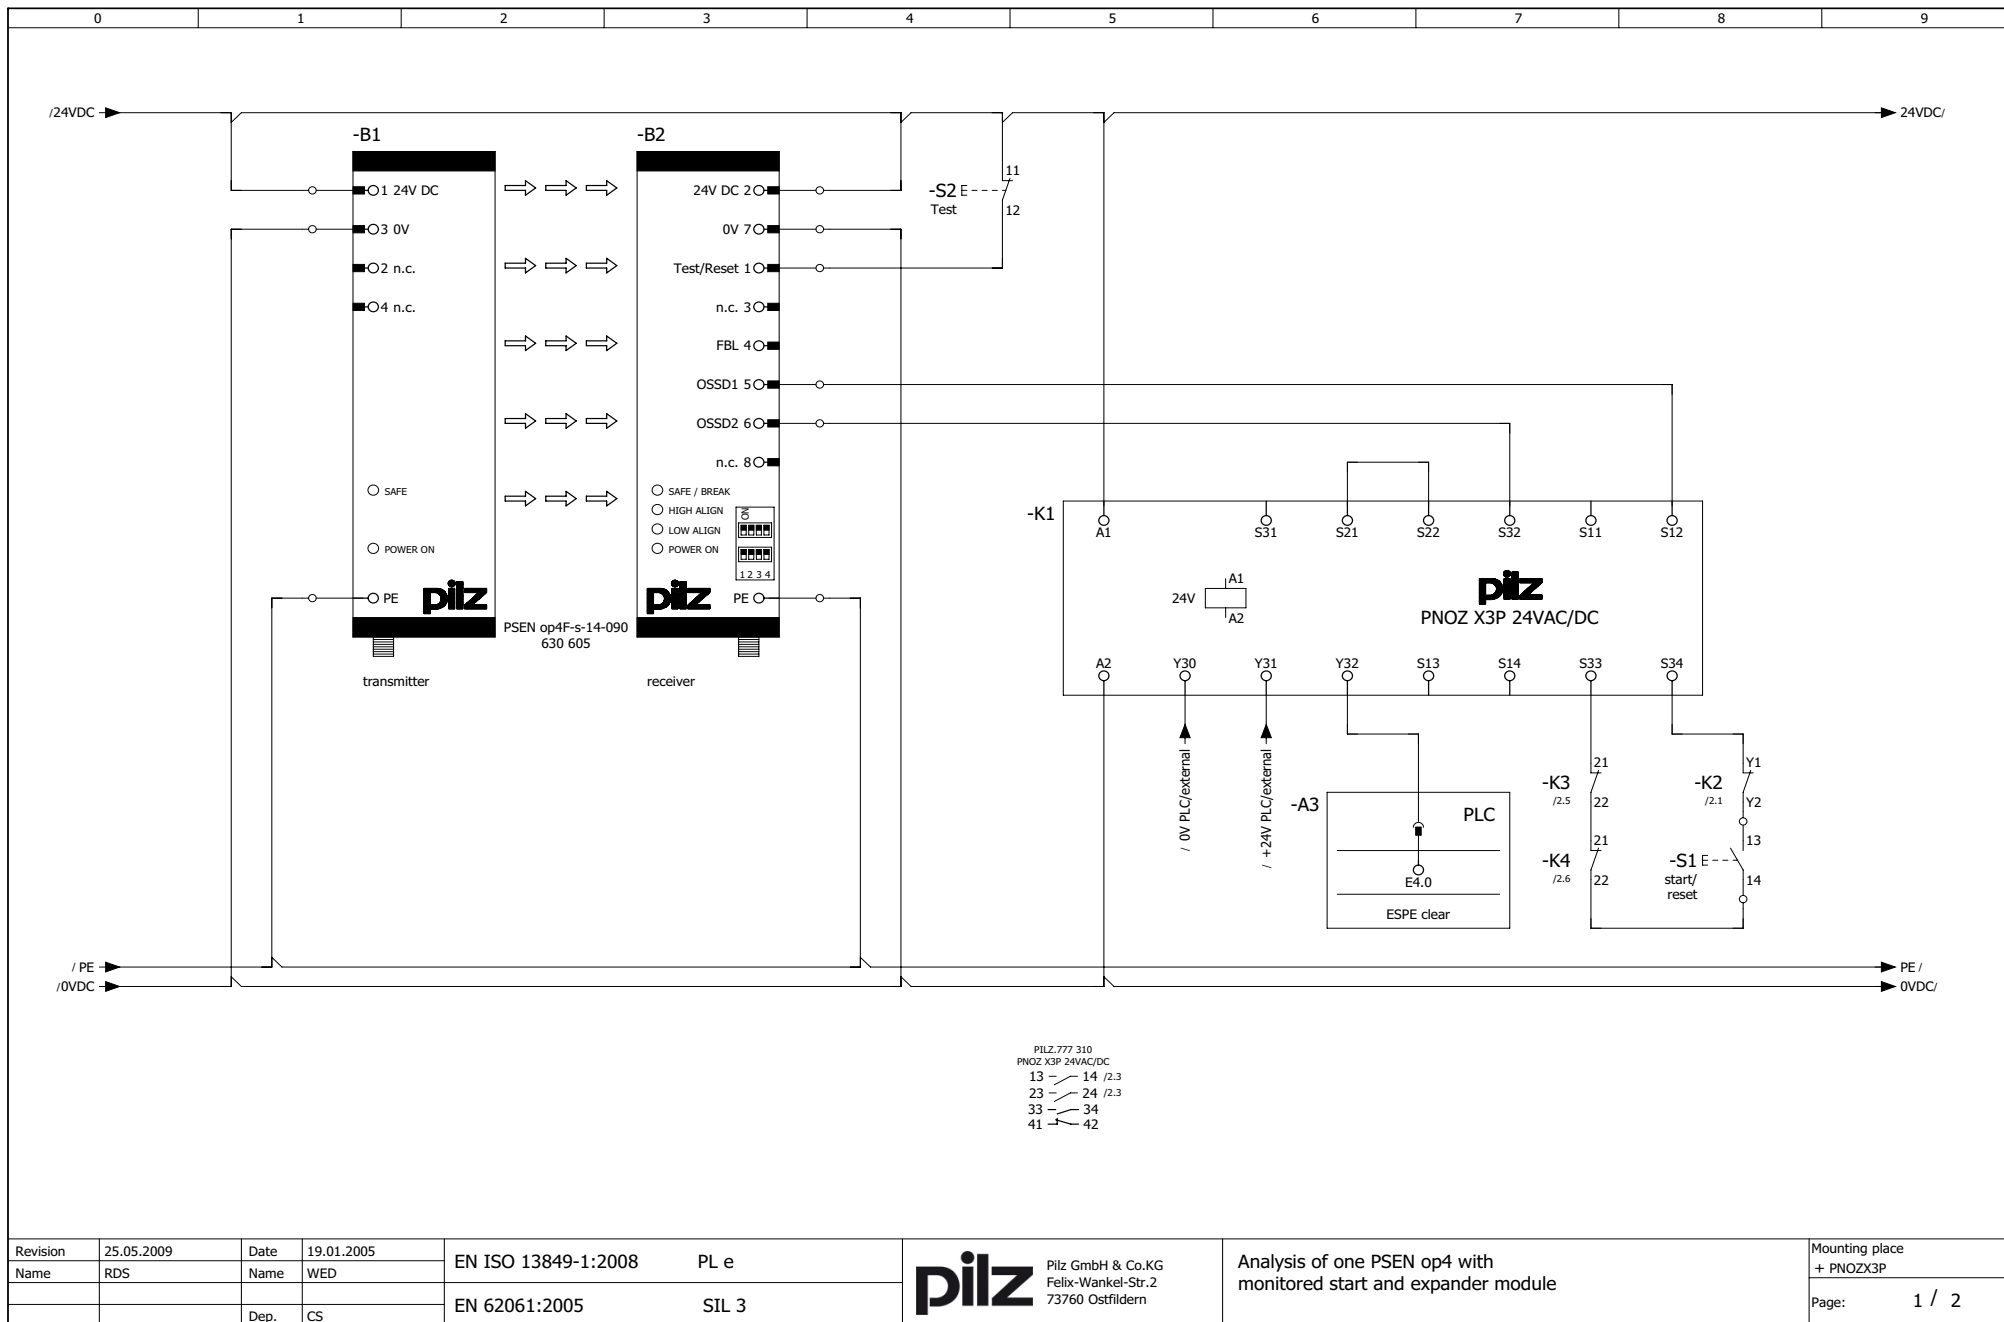 0 1 2 3 4 5 6 7 8 9
/24VDC
24VDC/
-B1
-B2
1 24V DC
3 0V
2 n.c.
4 n.c.
SAFE
POWER ON
PE
pilz
transmitter
PSEN op4F-s-14-090
630 605
24V DC 2
0V 7
Test/Reset 1
n.c. 3
FBL 4
OSSD1 5
OSSD2 6
n.c. 8
SAFE / BREAK
HIGH ALIGN
LOW ALIGN
POWER ON
ON
1 2 3 4
pilz
PE
receiver
-S2
Test
11
12
-K1
A1 S31 S21 S22 S32 S11 S12
24V
A1
A2
pilz
PNOZ X3P 24VAC/DC
A2 Y30 Y31 Y32 S13 S14 S33 S34
/ 0V PLC/external
/ +24V PLC/external
-A3
PLC
E4.0
ESPE clear
-K3
/2.5
21
22
-K4
/2.6
21
22
-K2
/2.1
Y1
Y2
-S1
start/
reset
13
14
/ PE
/0VDC
PE /
0VDC/
PILZ.777 310
PNOZ X3P 24VAC/DC
13 14 /2.3
23 24 /2.3
33 34
41 42
Revision 25.05.2009 Date 19.01.2005
Name RDS Name WED
Dep. CS
EN ISO 13849-1:2008 PL e
EN 62061:2005 SIL 3
pilz
Pilz GmbH & Co.KG
Felix-Wankel-Str.2
73760 Ostfildern
Analysis of one PSEN op4 with
monitored start and expander module
Mounting place
+ PNOZX3P
Page: 1 / 2